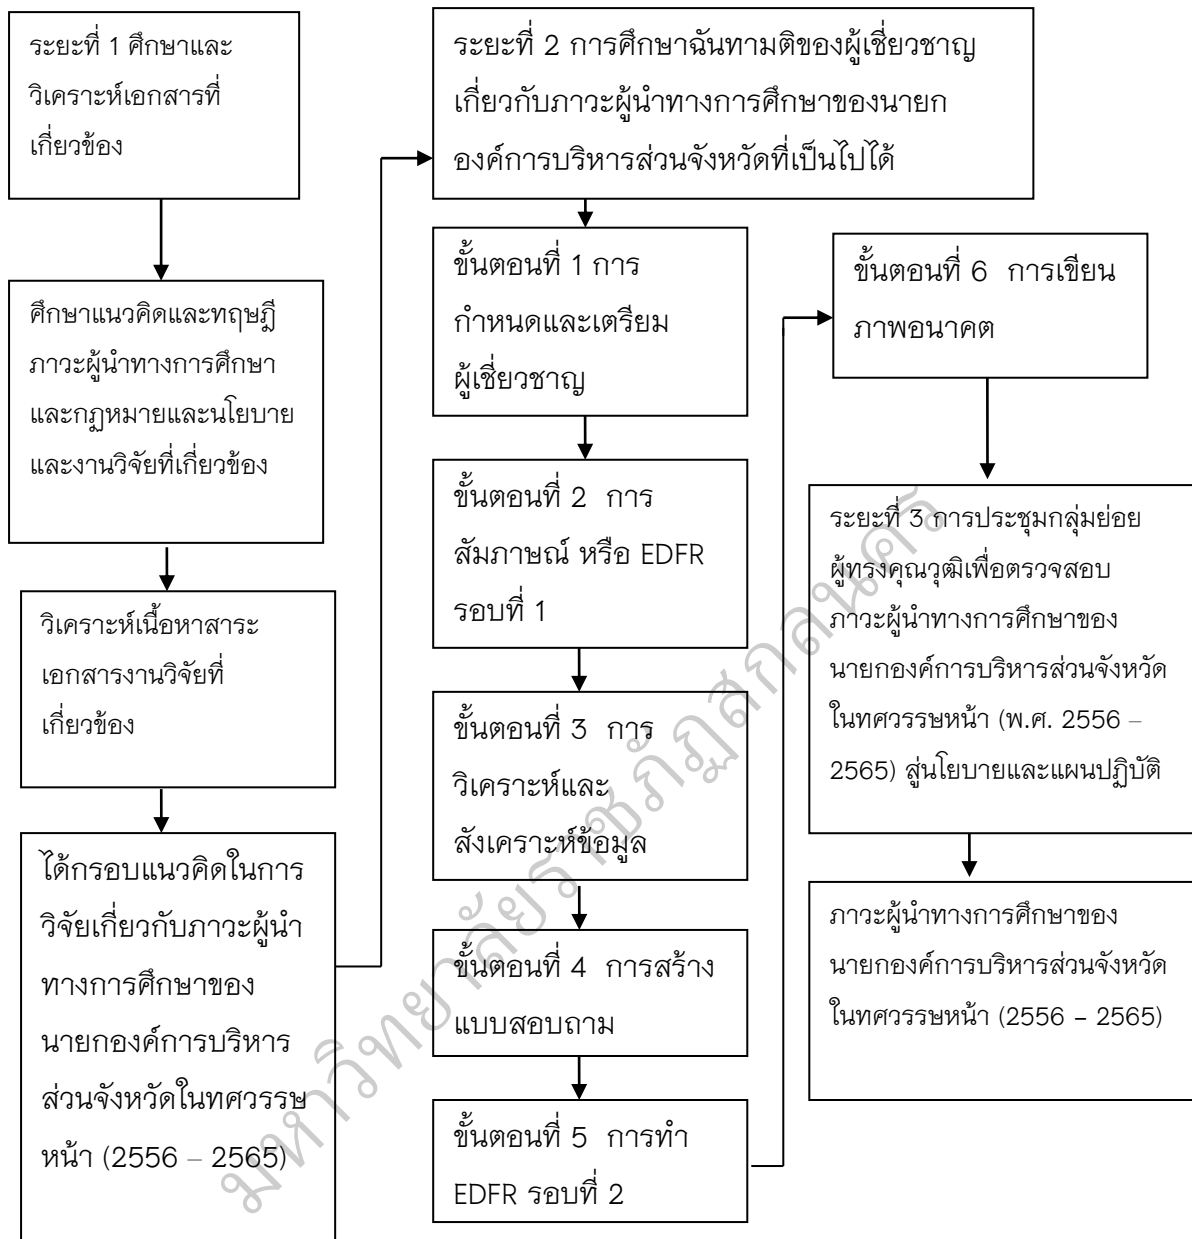 ระยะที่ 1 ศึกษาและ
วิเคราะห์เอกสารที่
เกี่ยวข้อง
ศึกษาแนวคิดและทฤษฎี
ภาวะผู้นำทางการศึกษา
และกฎหมายและนโยบาย
และงานวิจัยที่เกี่ยวข้อง
วิเคราะห์เนื้อหาสาระ
เอกสารงานวิจัยที่
เกี่ยวข้อง
ได้กรอบแนวคิดในการ
วิจัยเกี่ยวกับภาวะผู้นำ
ทางการศึกษาของ
นายกองค์การบริหาร
ส่วนจังหวัดในทศวรรษ
หน้า (2556 – 2565)
ระยะที่ 2 การศึกษาฉันทามติของผู้เชี่ยวชาญ
เกี่ยวกับภาวะผู้นำทางการศึกษาของนายก
องค์การบริหารส่วนจังหวัดที่เป็นไปได้
ขั้นตอนที่ 1 การ
กำหนดและเตรียม
ผู้เชี่ยวชาญ
ขั้นตอนที่ 2 การ
สัมภาษณ์ หรือ EDFR
รอบที่ 1
ขั้นตอนที่ 3 การ
วิเคราะห์และ
สังเคราะห์ข้อมูล
ขั้นตอนที่ 4 การสร้าง
แบบสอบถาม
ขั้นตอนที่ 5 การทำ
EDFR รอบที่ 2
ขั้นตอนที่ 6 การเขียน
ภาพอนาคต
ระยะที่ 3 การประชุมกลุ่มย่อย
ผู้ทรงคุณวุฒิเพื่อตรวจสอบ
ภาวะผู้นำทางการศึกษาของ
นายกองค์การบริหารส่วนจังหวัด
ในทศวรรษหน้า (พ.ศ. 2556 –
2565) สู่นโยบายและแผนปฏิบัติ
ภาวะผู้นำทางการศึกษาของ
นายกองค์การบริหารส่วนจังหวัด
ในทศวรรษหน้า (2556 – 2565)
มหาวิทยาลัยราชภัฏสกลนคร